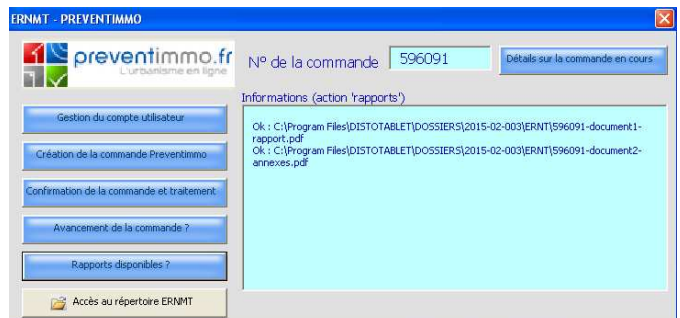 ERNMT - PREVENTIMMO
preventimmo.fr
L'urbanisme en ligne
N° de la commande
596091
Détails sur la commande en cours
Informations (action 'rapports')
Gestion du compte utilisateur
Création de la commande Preventimmo
Confirmation de la commande et traitement
Avancement de la commande ?
Rapports disponibles ?
Accès au répertoire ERNMT
Ok : C:\Program Files\DISTOTABLET\DOSSIERS\2015-02-003\ERNT\596091-document1-
rapport.pdf
Ok : C:\Program Files\DISTOTABLET\DOSSIERS\2015-02-003\ERNT\596091-document2-
annexes.pdf